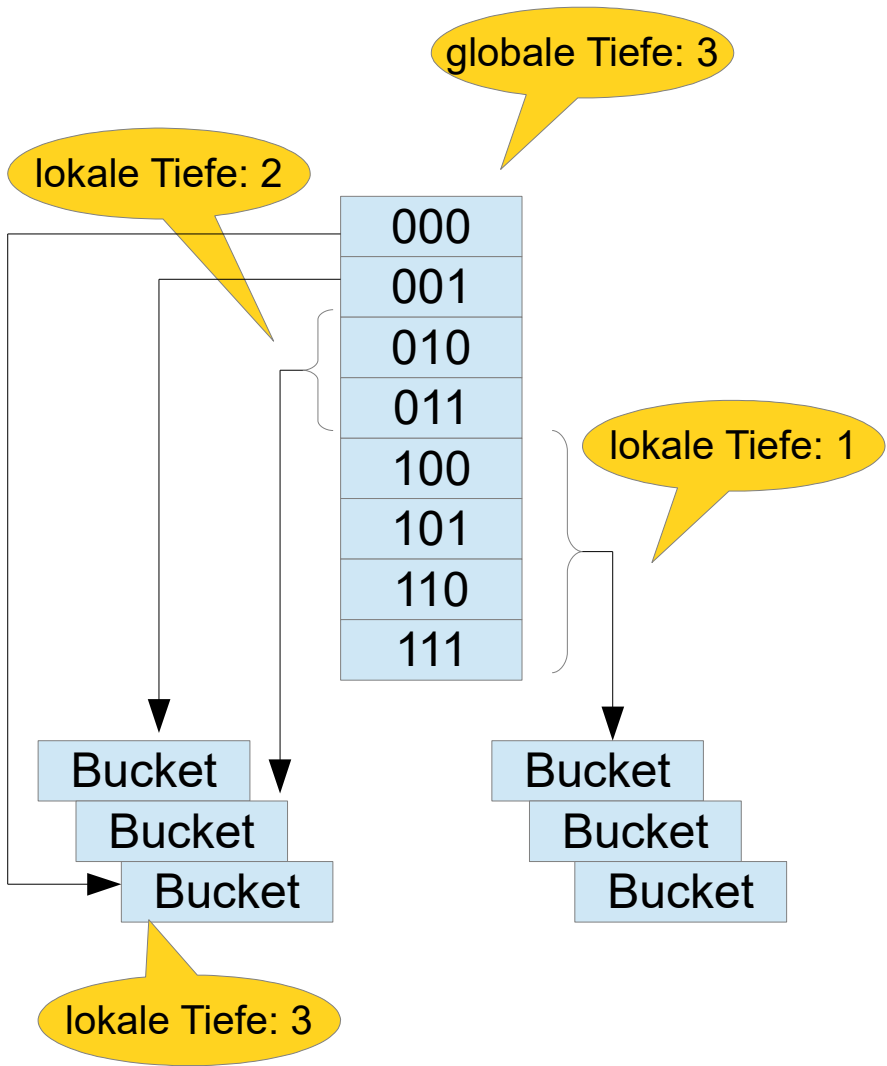 globale Tiefe: 3
lokale Tiefe: 2
000
001
010
011
lokale Tiefe: 1
100
101
110
111
Bucket
Bucket
Bucket
Bucket
Bucket
Bucket
lokale Tiefe: 3